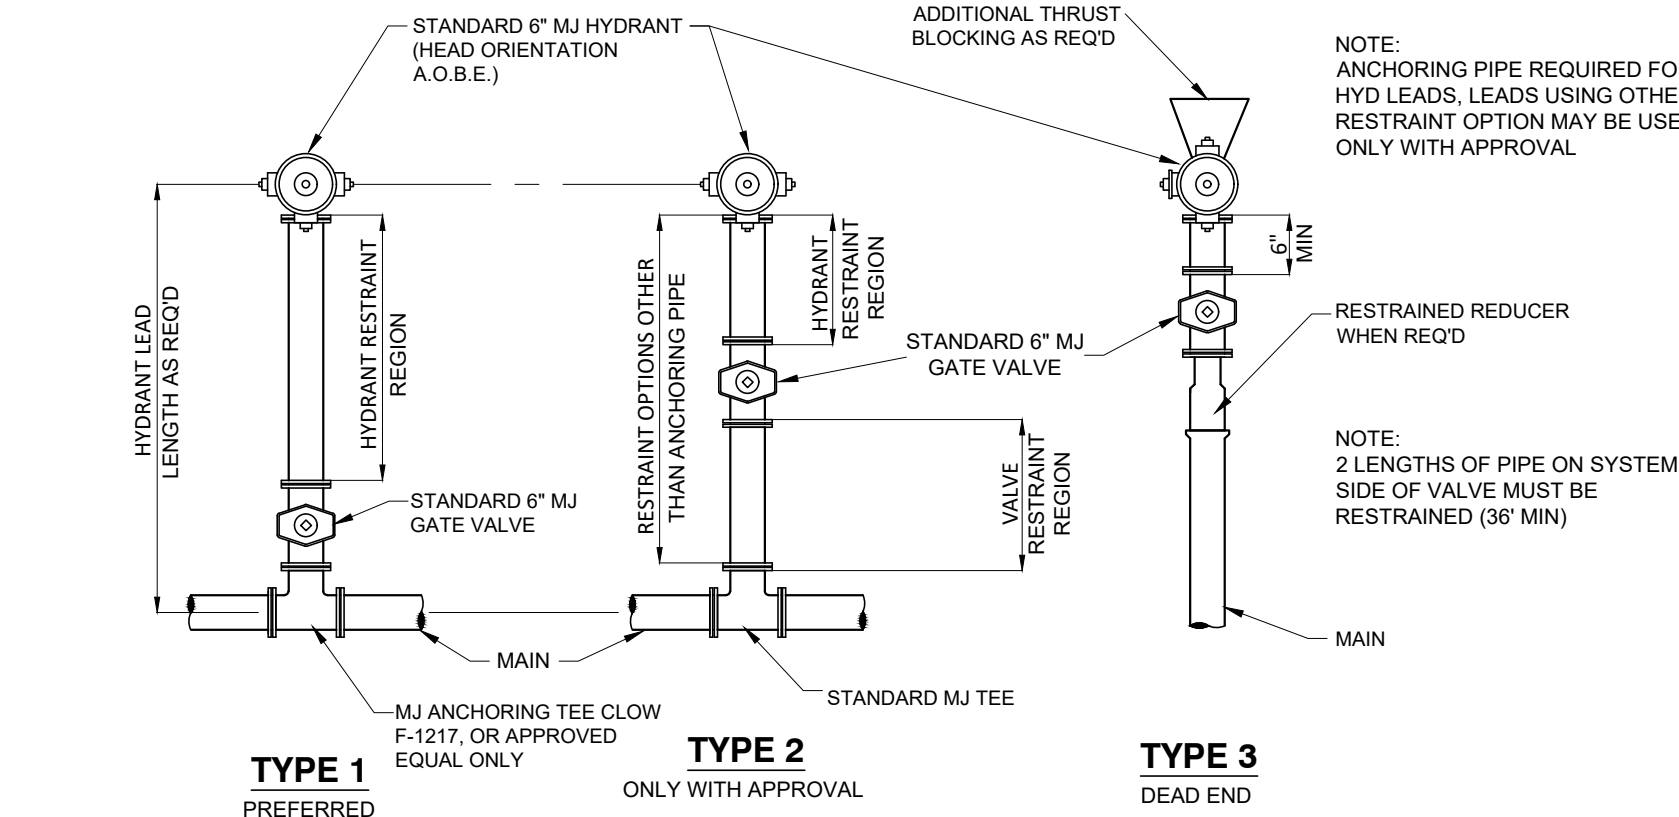 STANDARD 6" MJ HYDRANT
(HEAD ORIENTATION
A.O.B.E.)
ADDITIONAL THRUST
BLOCKING AS REQ'D
NOTE:
ANCHORING PIPE REQUIRED FO
HYD LEADS, LEADS USING OTHE
RESTRAINT OPTION MAY BE USE
ONLY WITH APPROVAL
HYDRANT LEAD
LENGTH AS REQ'D
HYDRANT RESTRAINT
REGION
RESTRAINT OPTIONS OTHER
THAN ANCHORING PIPE
HYDRANT
RESTRAINT
REGION
6"
MIN
STANDARD 6" MJ
GATE VALVE
RESTRAINED REDUCER
WHEN REQ'D
STANDARD 6" MJ
GATE VALVE
VALVE
RESTRAINT
REGION
NOTE:
2 LENGTHS OF PIPE ON SYSTEM
SIDE OF VALVE MUST BE
RESTRAINED (36' MIN)
MAIN
MAIN
MJ ANCHORING TEE CLOW
F-1217, OR APPROVED
EQUAL ONLY
STANDARD MJ TEE
TYPE 1
PREFERRED
TYPE 2
ONLY WITH APPROVAL
TYPE 3
DEAD END